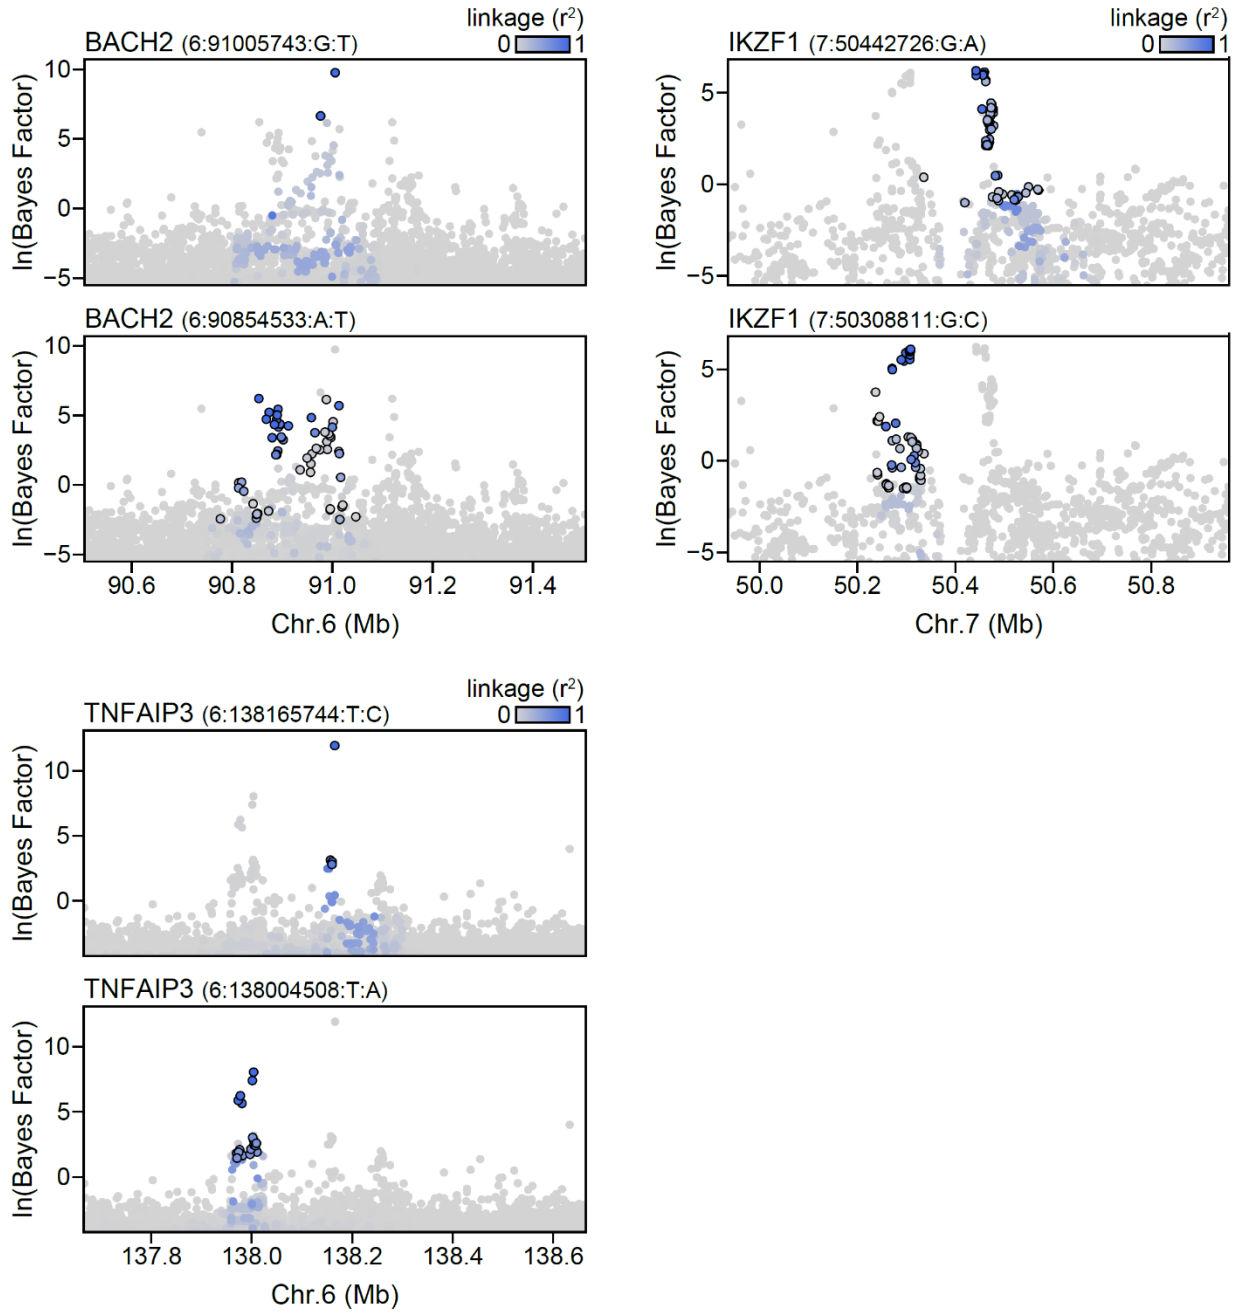 linkage (r²)
BACH2 (6:91005743:G:T)
0 1
ln(Bayes Factor)
10
5
0
−5
BACH2 (6:90854533:A:T)
ln(Bayes Factor)
10
5
0
−5
90.6 90.8 91.0 91.2 91.4
Chr.6 (Mb)
linkage (r²)
IKZF1 (7:50442726:G:A)
0 1
ln(Bayes Factor)
5
0
−5
IKZF1 (7:50308811:G:C)
ln(Bayes Factor)
5
0
−5
50.0 50.2 50.4 50.6 50.8
Chr.7 (Mb)
linkage (r²)
TNFAIP3 (6:138165744:T:C)
0 1
ln(Bayes Factor)
10
5
0
TNFAIP3 (6:138004508:T:A)
ln(Bayes Factor)
10
5
0
137.8 138.0 138.2 138.4 138.6
Chr.6 (Mb)